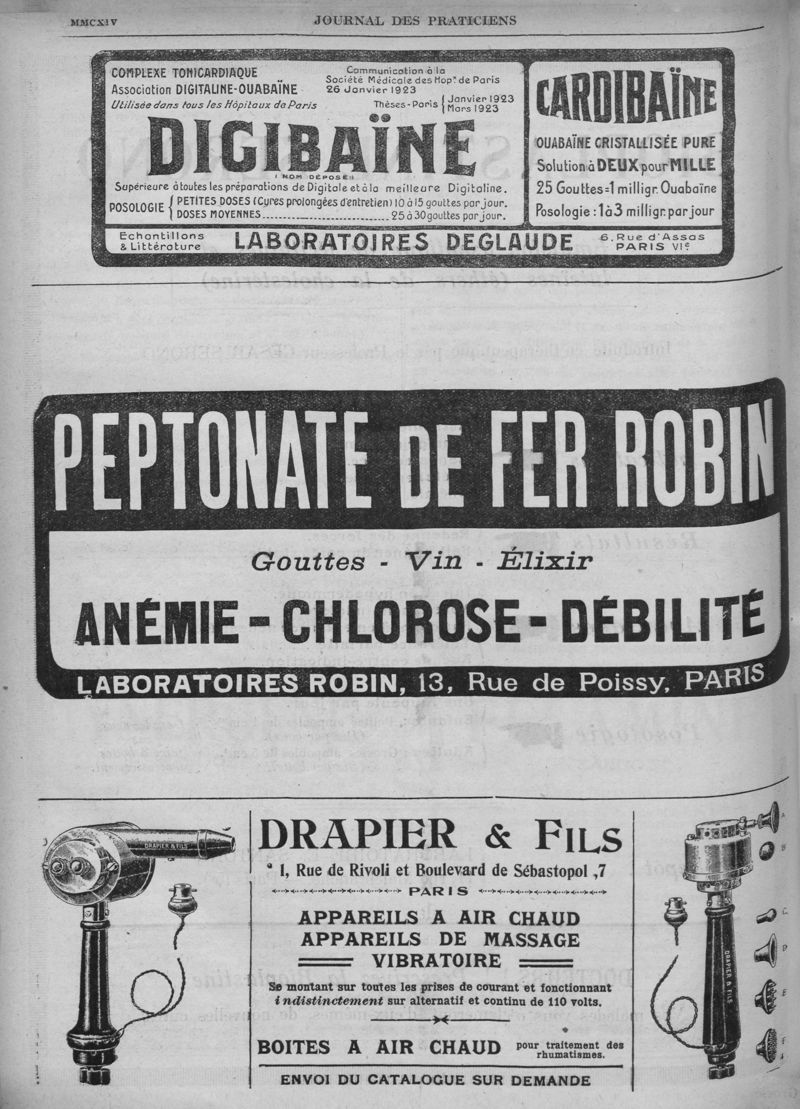 MMCXIV
JOURNAL DES PRATICIENS
COMPLEXE TONICARDIAQUE
Association DIGITALINE-OUABAÏNE
Utilisée dans tous les Hôpitaux de Paris
Communication à la
Société Médicale des Hopx de Paris
26 Janvier 1923
Thèses-Paris { Janvier 1923
Mars 1923
DIGIBAÏNE
(NOM DÉPOSÉ)
Supérieure à toutes les préparations de Digitale et à la meilleure Digitaline.
POSOLOGIE { PETITES DOSES (Cures prolongées d'entretien) 10 à 15 gouttes par jour.
DOSES MOYENNES........................................25 à 30 gouttes par jour.
CARDIBAÏNE
OUABAÏNE CRISTALLISÉE PURE
Solution à DEUX pour MILLE
25 Gouttes=1 milligr. Ouabaïne
Posologie : 1 à 3 milligr. par jour
Echantillons
& Littérature
LABORATOIRES DEGLAUDE
6, Rue d'Assas
PARIS VIe
PEPTONATE DE FER ROBIN
Gouttes - Vin - Élixir
ANÉMIE - CHLOROSE - DÉBILITÉ
LABORATOIRES ROBIN, 13, Rue de Poissy, PARIS
DRAPIER & FILS
DRAPIER & FILS
41, Rue de Rivoli et Boulevard de Sébastopol, 7
PARIS
APPAREILS A AIR CHAUD
APPAREILS DE MASSAGE
VIBRATOIRE
Se montant sur toutes les prises de courant et fonctionnant
indistinctement sur alternatif et continu de 110 volts.
BOITES A AIR CHAUD pour traitement des
rhumatismes.
ENVOI DU CATALOGUE SUR DEMANDE
DRAPIER & FILS
A
B
C
D
E
F